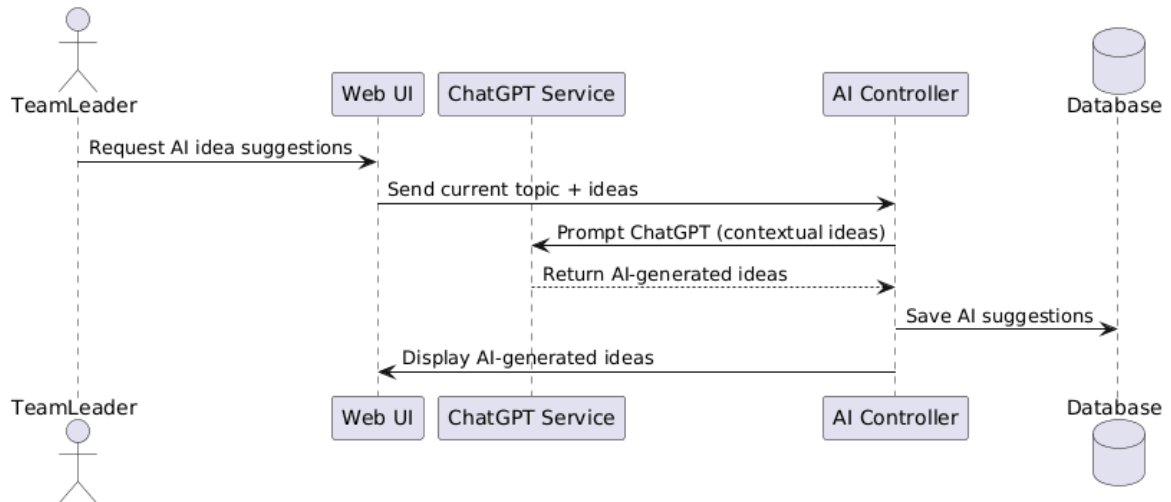 TeamLeader
Web UI
ChatGPT Service
AI Controller
Database
Request AI idea suggestions
Send current topic + ideas
Prompt ChatGPT (contextual ideas)
Return AI-generated ideas
Save AI suggestions
Display AI-generated ideas
TeamLeader
Web UI
ChatGPT Service
AI Controller
Database